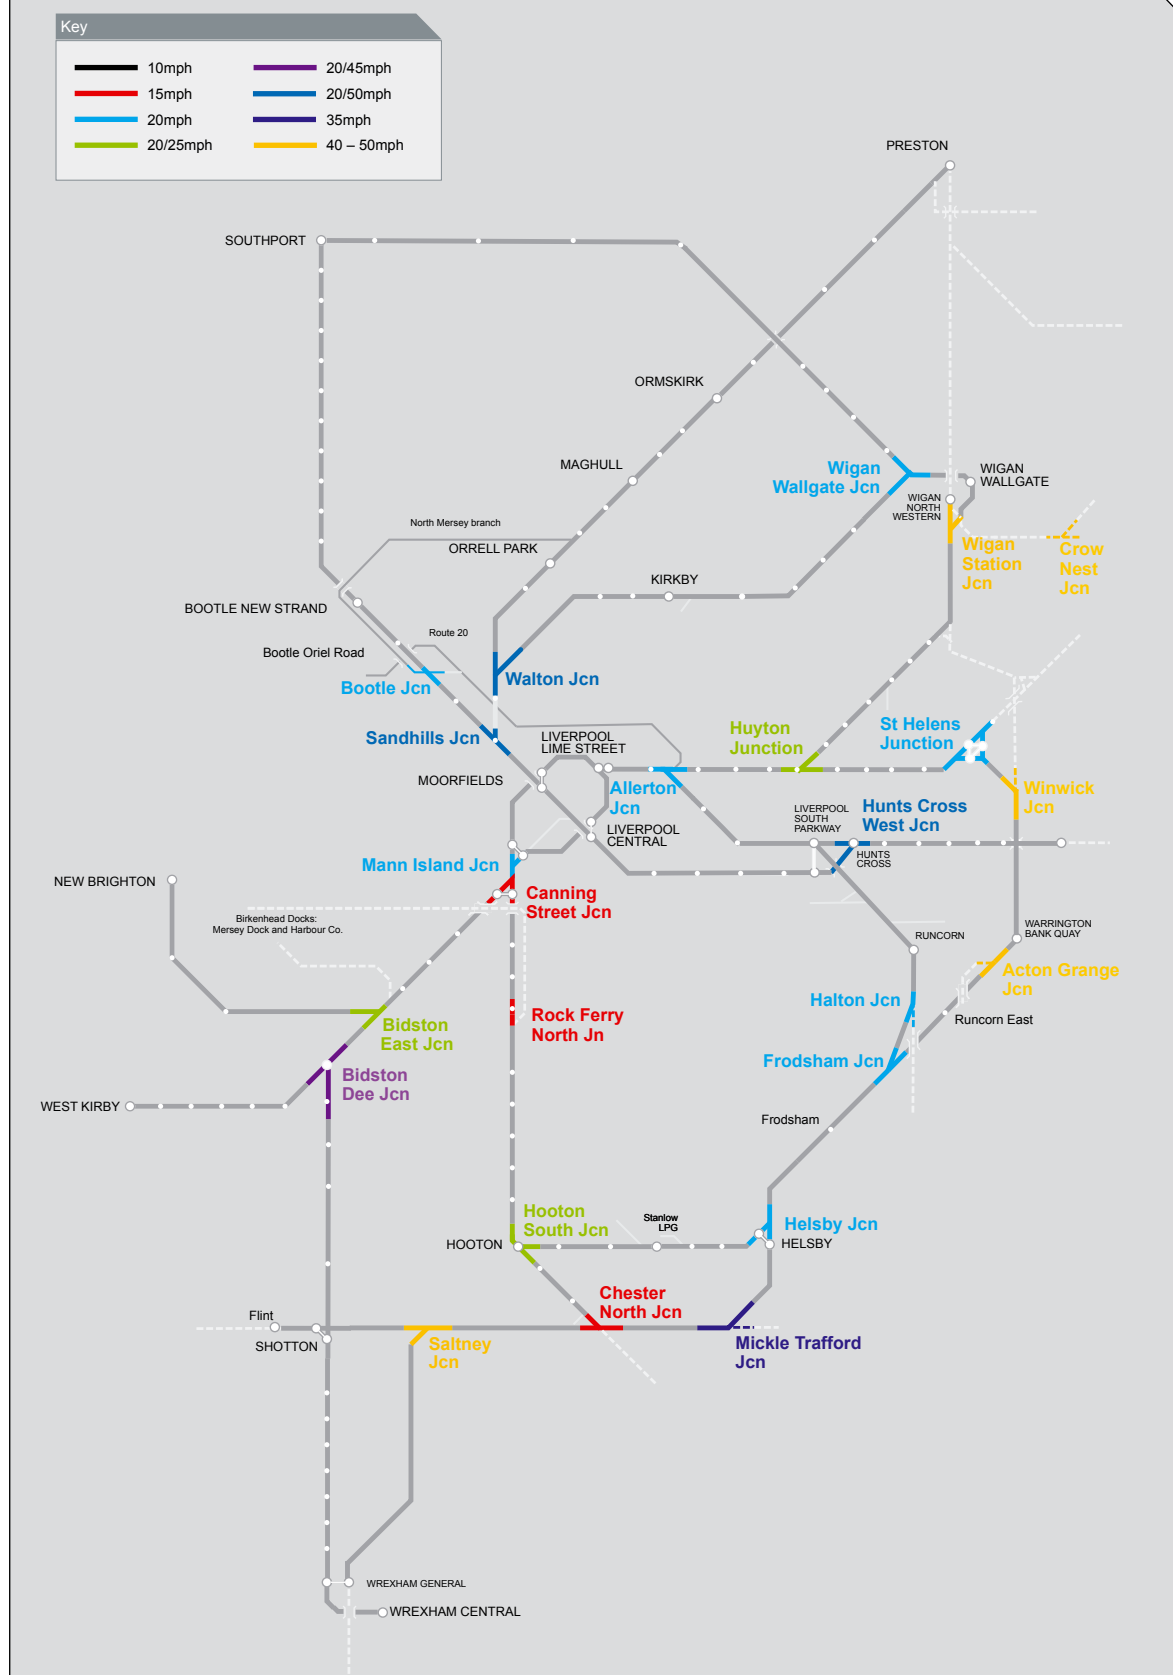 Key
10mph
15mph
20mph
20/25mph
20/45mph
20/50mph
35mph
40 – 50mph
PRESTON
SOUTHPORT
ORMSKIRK
MAGHULL
Wigan
Wallgate Jcn
WIGAN
WALLGATE
WIGAN
NORTH
WESTERN
North Mersey branch
ORRELL PARK
Wigan
Station
Jcn
Crow
Nest
Jcn
KIRKBY
BOOTLE NEW STRAND
Route 20
Bootle Oriel Road
Bootle Jcn
Walton Jcn
Sandhills Jcn
LIVERPOOL
LIME STREET
Huyton
Junction
St Helens
Junction
MOORFIELDS
Allerton
Jcn
Winwick
Jcn
LIVERPOOL
SOUTH
PARKWAY
Hunts Cross
West Jcn
LIVERPOOL
CENTRAL
HUNTS
CROSS
Mann Island Jcn
NEW BRIGHTON
Canning
Street Jcn
Birkenhead Docks:
Mersey Dock and Harbour Co.
RUNCORN
WARRINGTON
BANK QUAY
Acton Grange
Jcn
Halton Jcn
Rock Ferry
North Jn
Runcorn East
Bidston
East Jcn
Frodsham Jcn
Bidston
Dee Jcn
WEST KIRBY
Frodsham
Hooton
South Jcn
Stanlow
LPG
Helsby Jcn
HOOTON
HELSBY
Chester
North Jcn
Flint
SHOTTON
Saltney
Jcn
Mickle Trafford
Jcn
WREXHAM GENERAL
WREXHAM CENTRAL